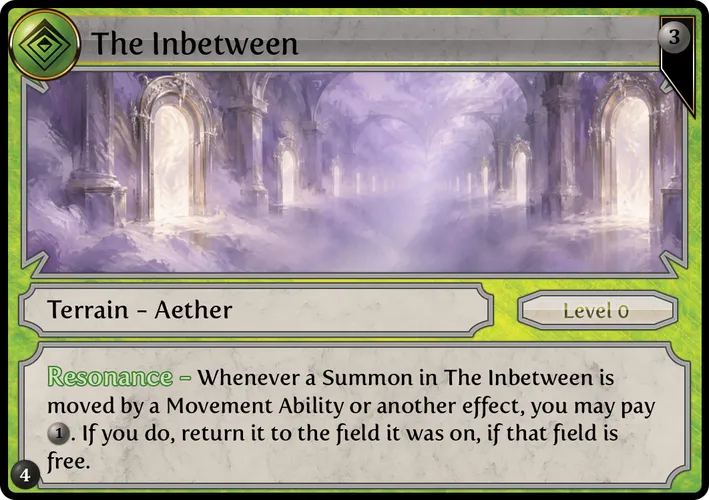 The Inbetween
3
Terrain – Aether
Level 0
Resonance – Whenever a Summon in The Inbetween is
moved by a Movement Ability or another effect, you may pay
1. If you do, return it to the field it was on, if that field is
free.
4